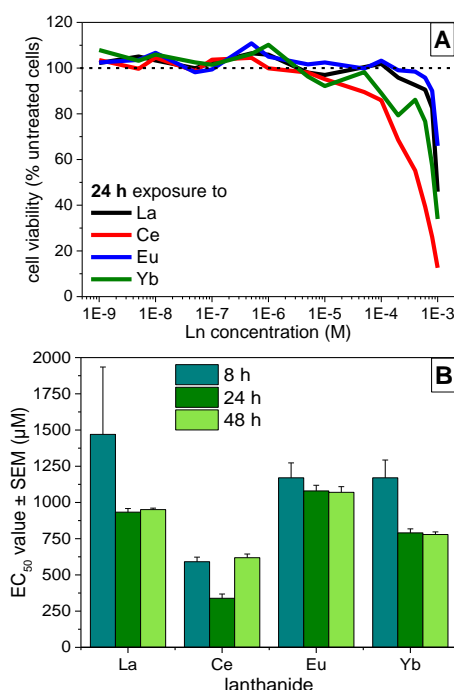 A
120
100
80
60
40
20
0
cell viability (% untreated cells)
24 h exposure to
La
Ce
Eu
Yb
1E-9 1E-8 1E-7 1E-6 1E-5 1E-4 1E-3
Ln concentration (M)
B
2000
1750
1500
1250
1000
750
500
250
0
EC50 value ± SEM (µM)
8 h
24 h
48 h
La Ce Eu Yb
lanthanide